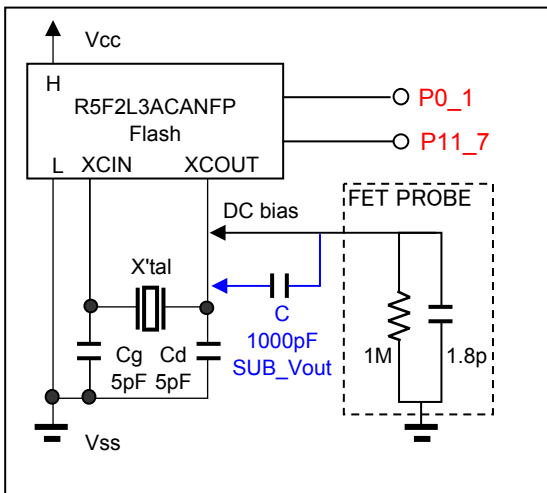 Vcc
H
R5F2L3ACANFP
Flash
P0_1
P11_7
L XCIN XCOUT
FET PROBE
DC bias
X'tal
C
1000pF
SUB_Vout
Cg Cd
5pF 5pF
1M 1.8p
Vss